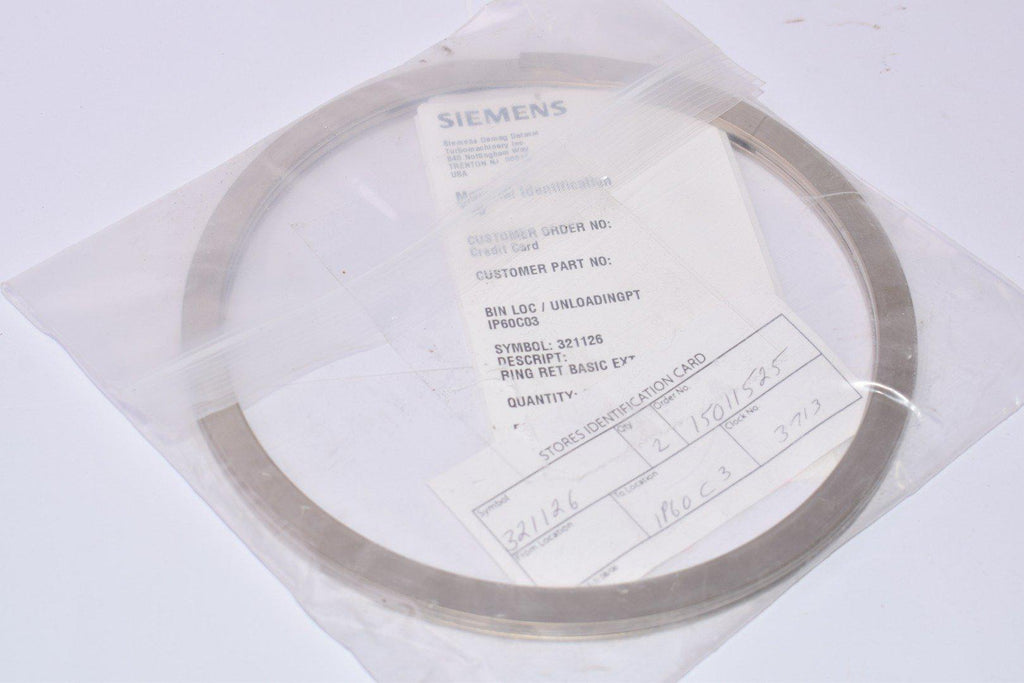 SIEMENS
Siemens Demag Delaval
Turbomachinery Inc
840 Nottingham Way
TRENTON NJ
USA
Identification
CUSTOMER ORDER NO:
Credit Card
CUSTOMER PART NO:
BIN LOC / UNLOADINGPT
IP60C03
SYMBOL: 321126
DESCRIPT:
RING RET BASIC EXT
QUANTITY:
STORES IDENTIFICATION CARD
Symbol Qty Order No.
321126 2 15011525
From Location To Location Clock No.
IP60C3 3713